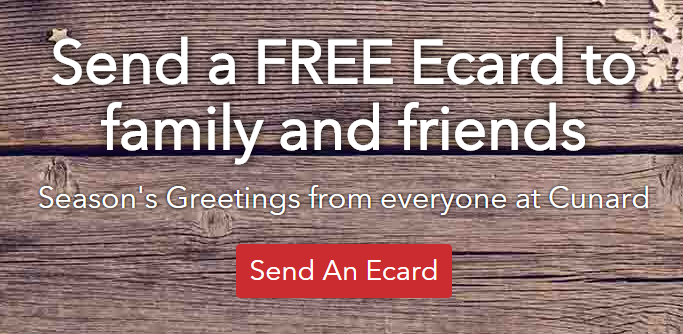 Send a FREE Ecard to
family and friends
Season's Greetings from everyone at Cunard
Send An Ecard